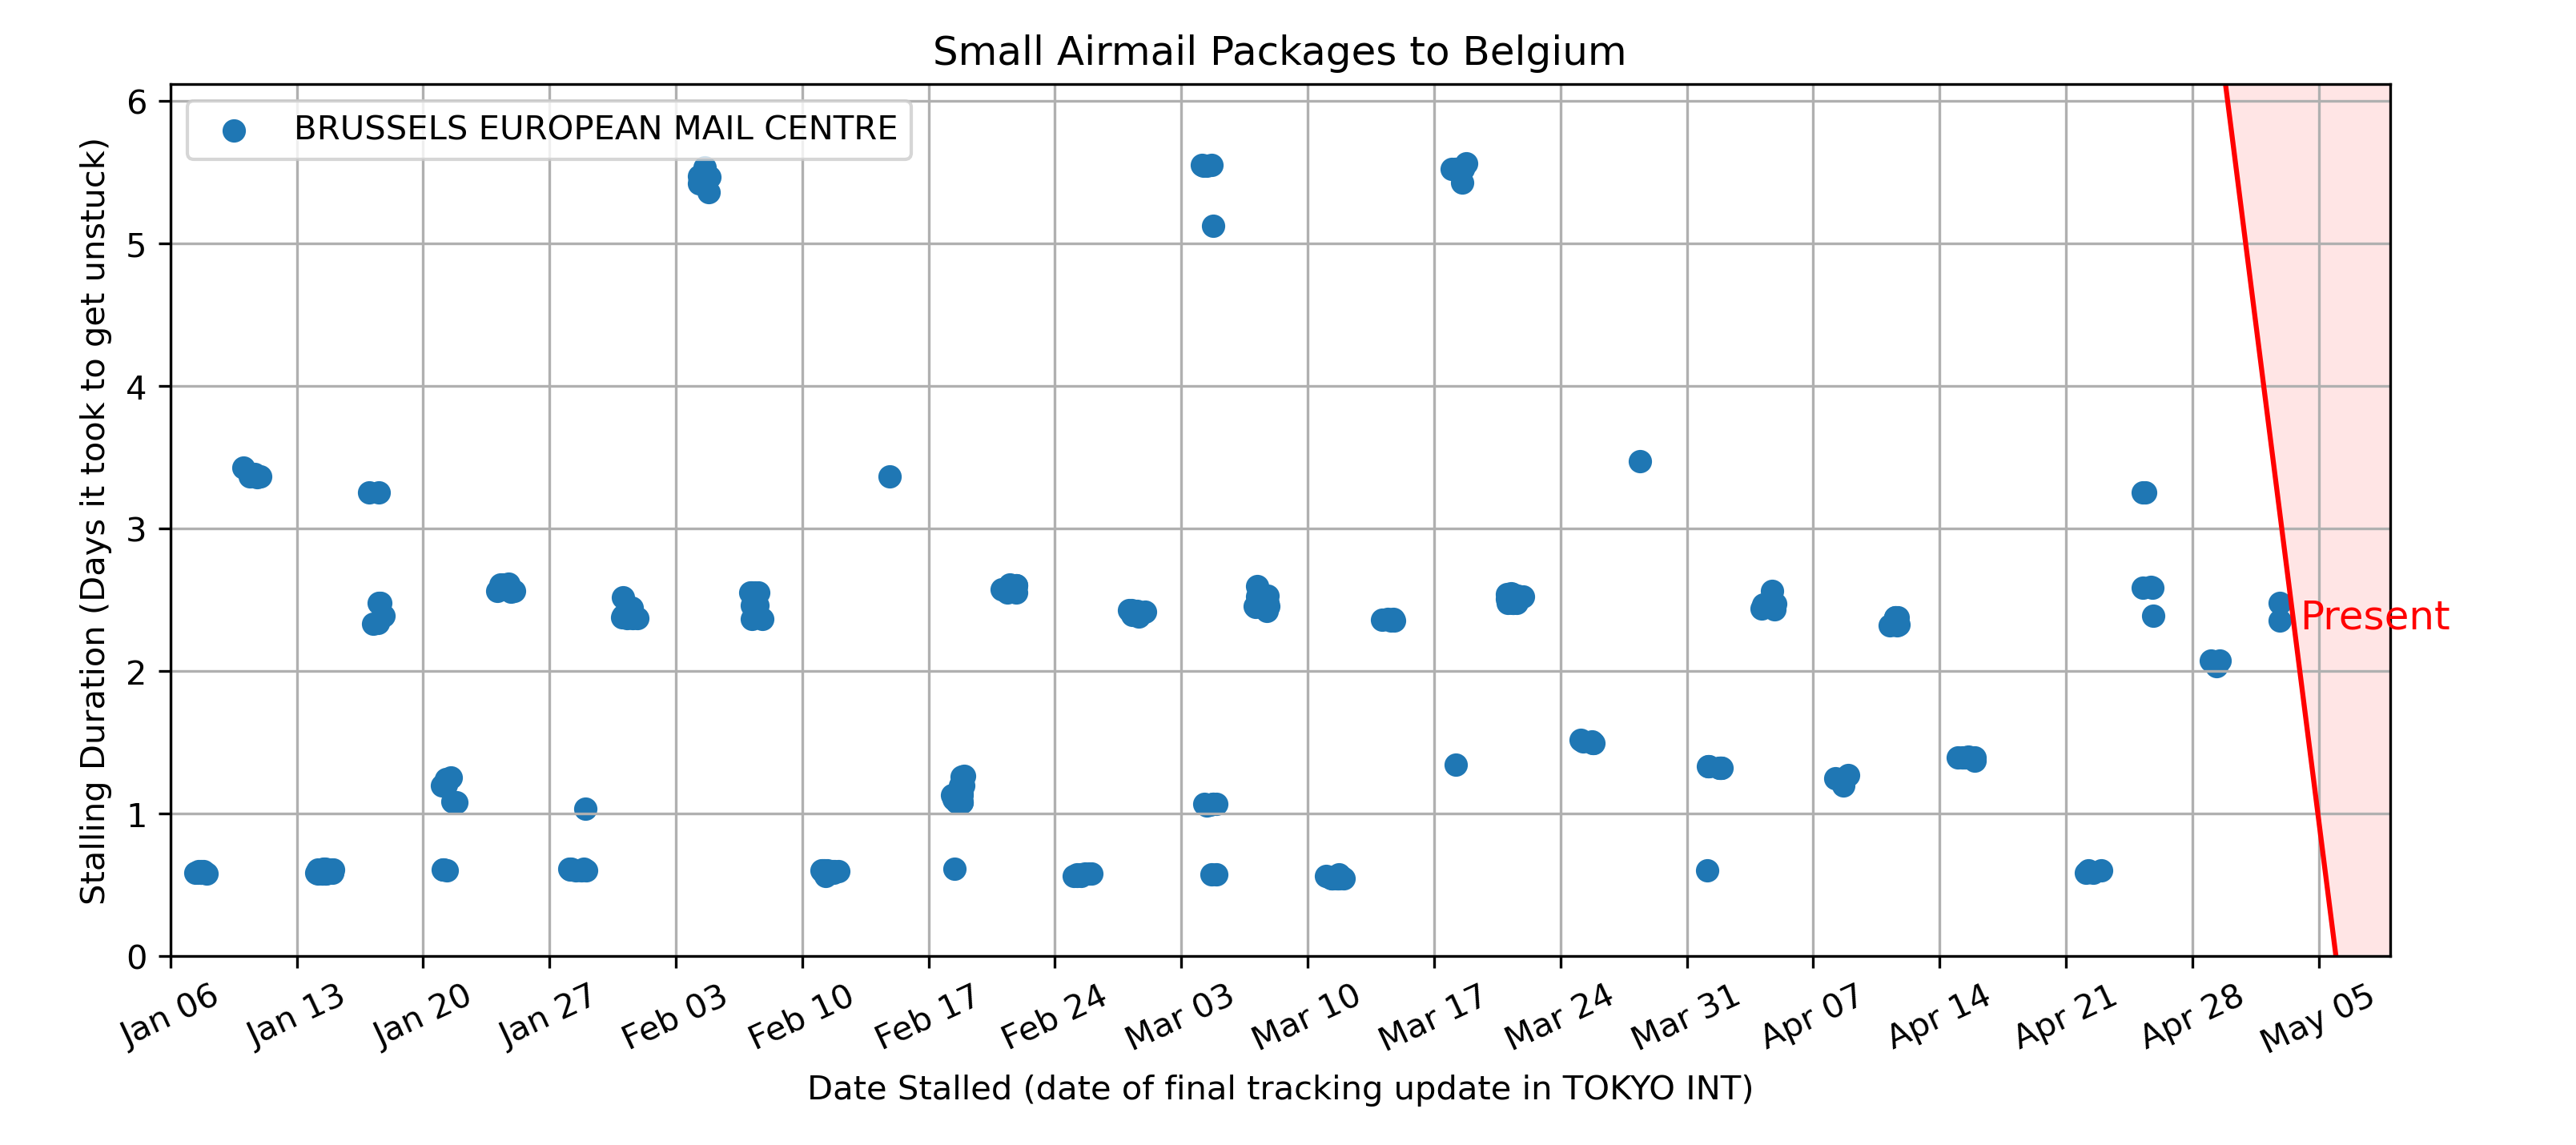 Small Airmail Packages to Belgium
BRUSSELS EUROPEAN MAIL CENTRE
Stalling Duration (Days it took to get unstuck)
6
5
4
3
2
1
0
Present
Jan 06
Jan 13
Jan 20
Jan 27
Feb 03
Feb 10
Feb 17
Feb 24
Mar 03
Mar 10
Mar 17
Mar 24
Mar 31
Apr 07
Apr 14
Apr 21
Apr 28
May 05
Date Stalled (date of final tracking update in TOKYO INT)